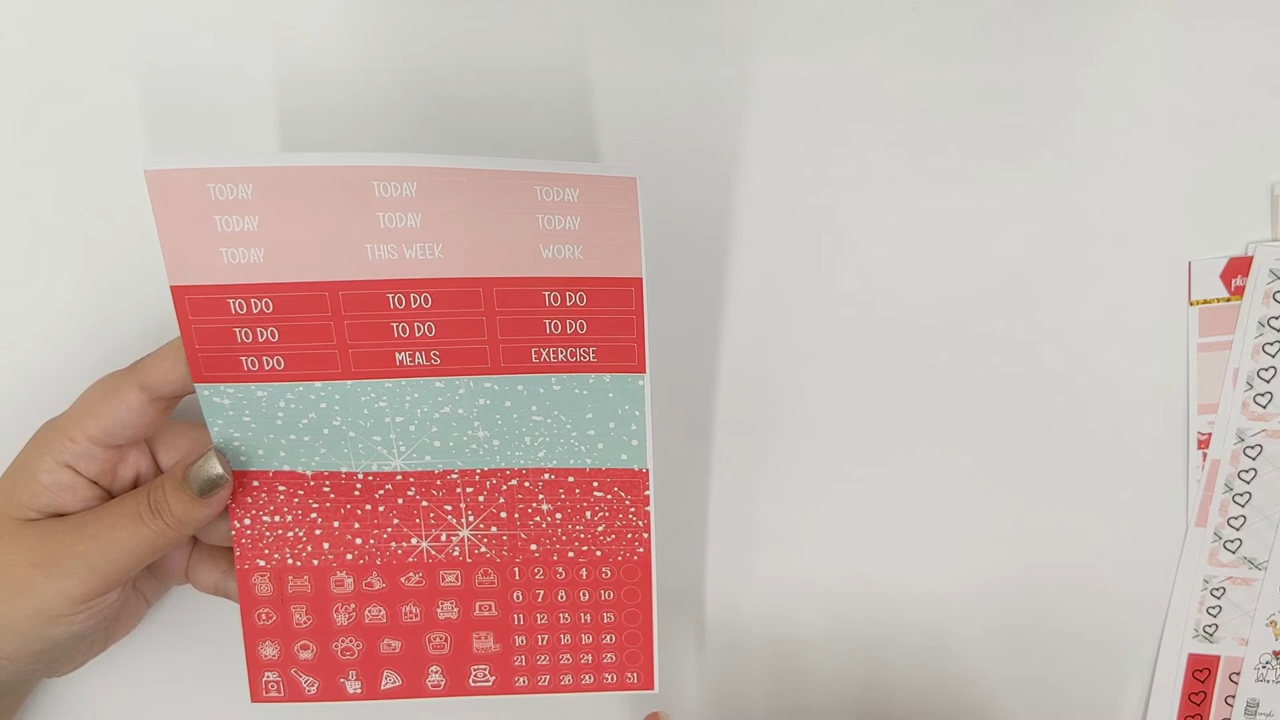 TODAY TODAY TODAY
TODAY TODAY TODAY
TODAY THIS WEEK WORK
TO DO TO DO TO DO
TO DO TO DO TO DO
TO DO MEALS EXERCISE
1 2 3 4 5
6 7 8 9 10
11 12 13 14 15
16 17 18 19 20
21 22 23 24 25
26 27 28 29 30 31